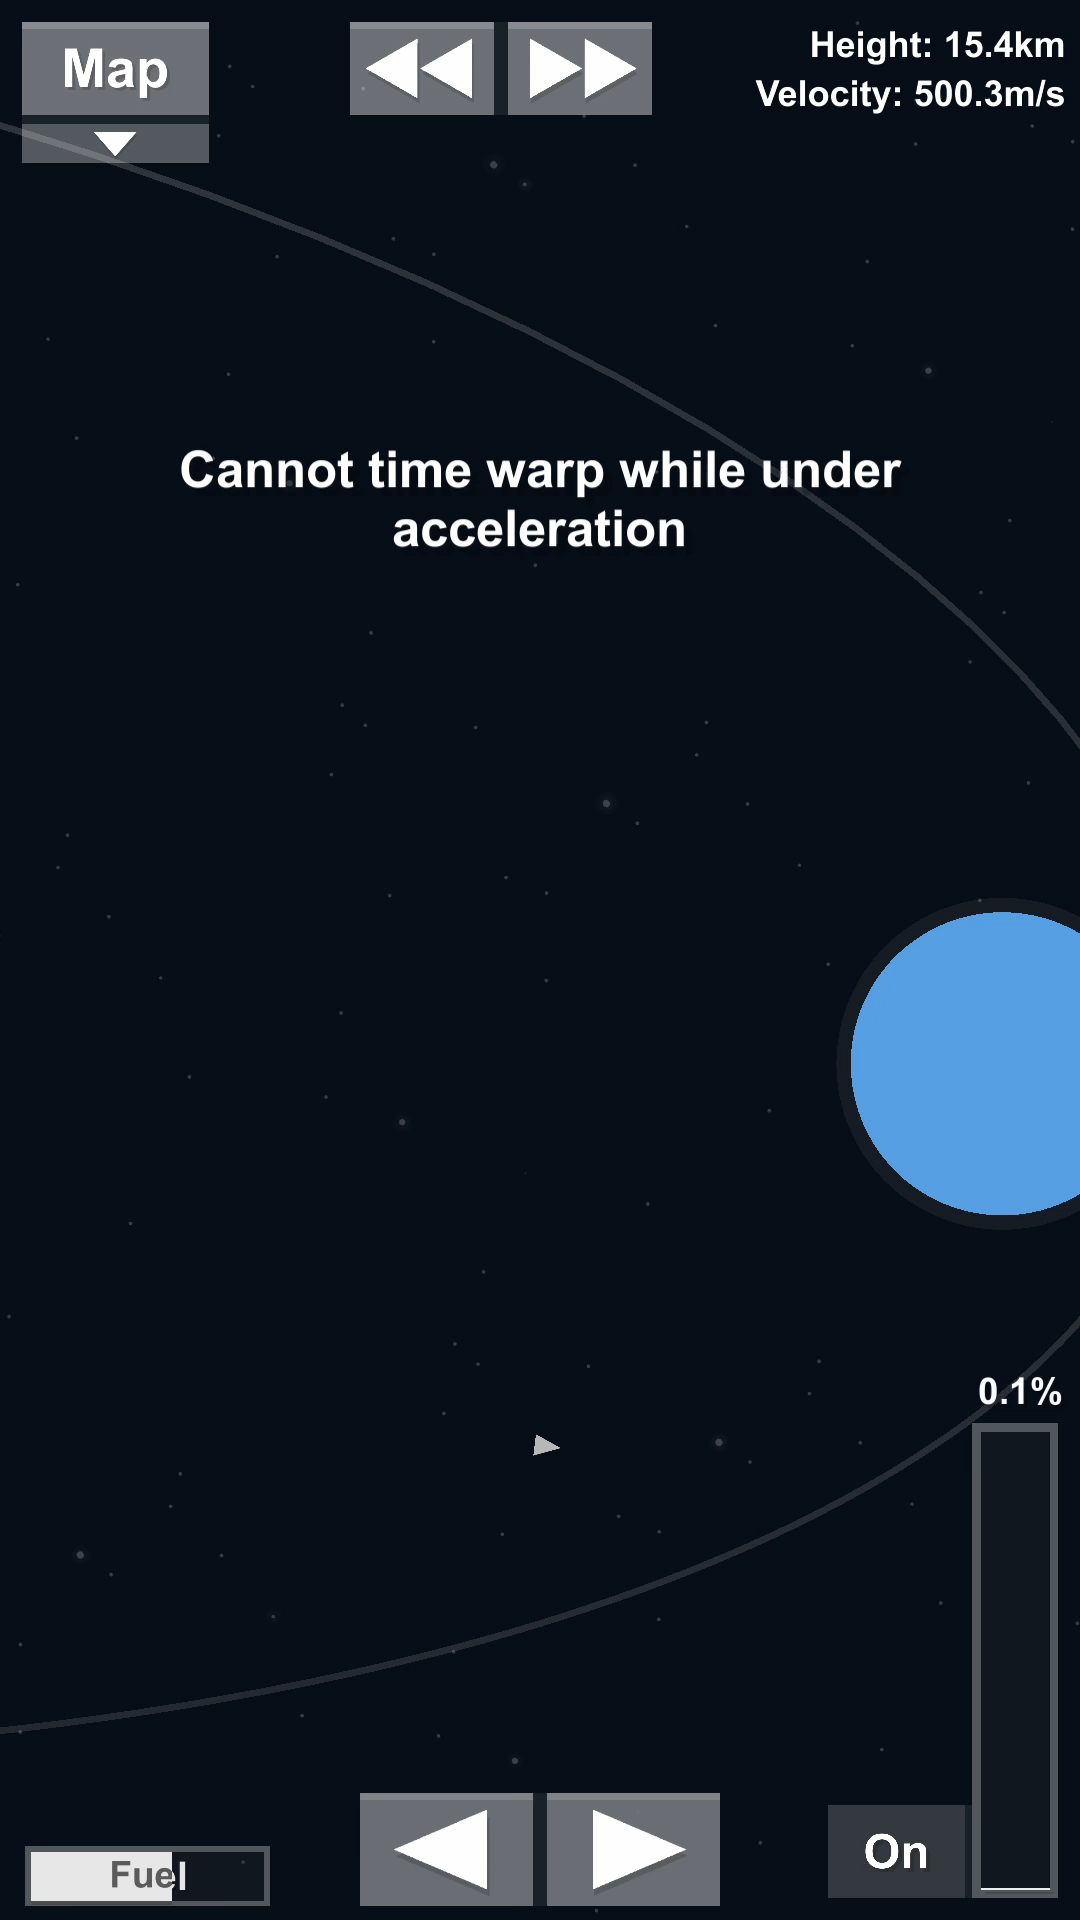 Map
Height: 15.4km
Velocity: 500.3m/s
Cannot time warp while under
acceleration
0.1%
Fuel
On